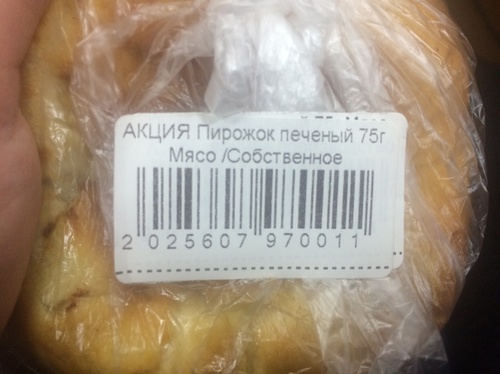 АКЦИЯ Пирожок печеный 75г
Мясо /Собственное
2 025607 970011